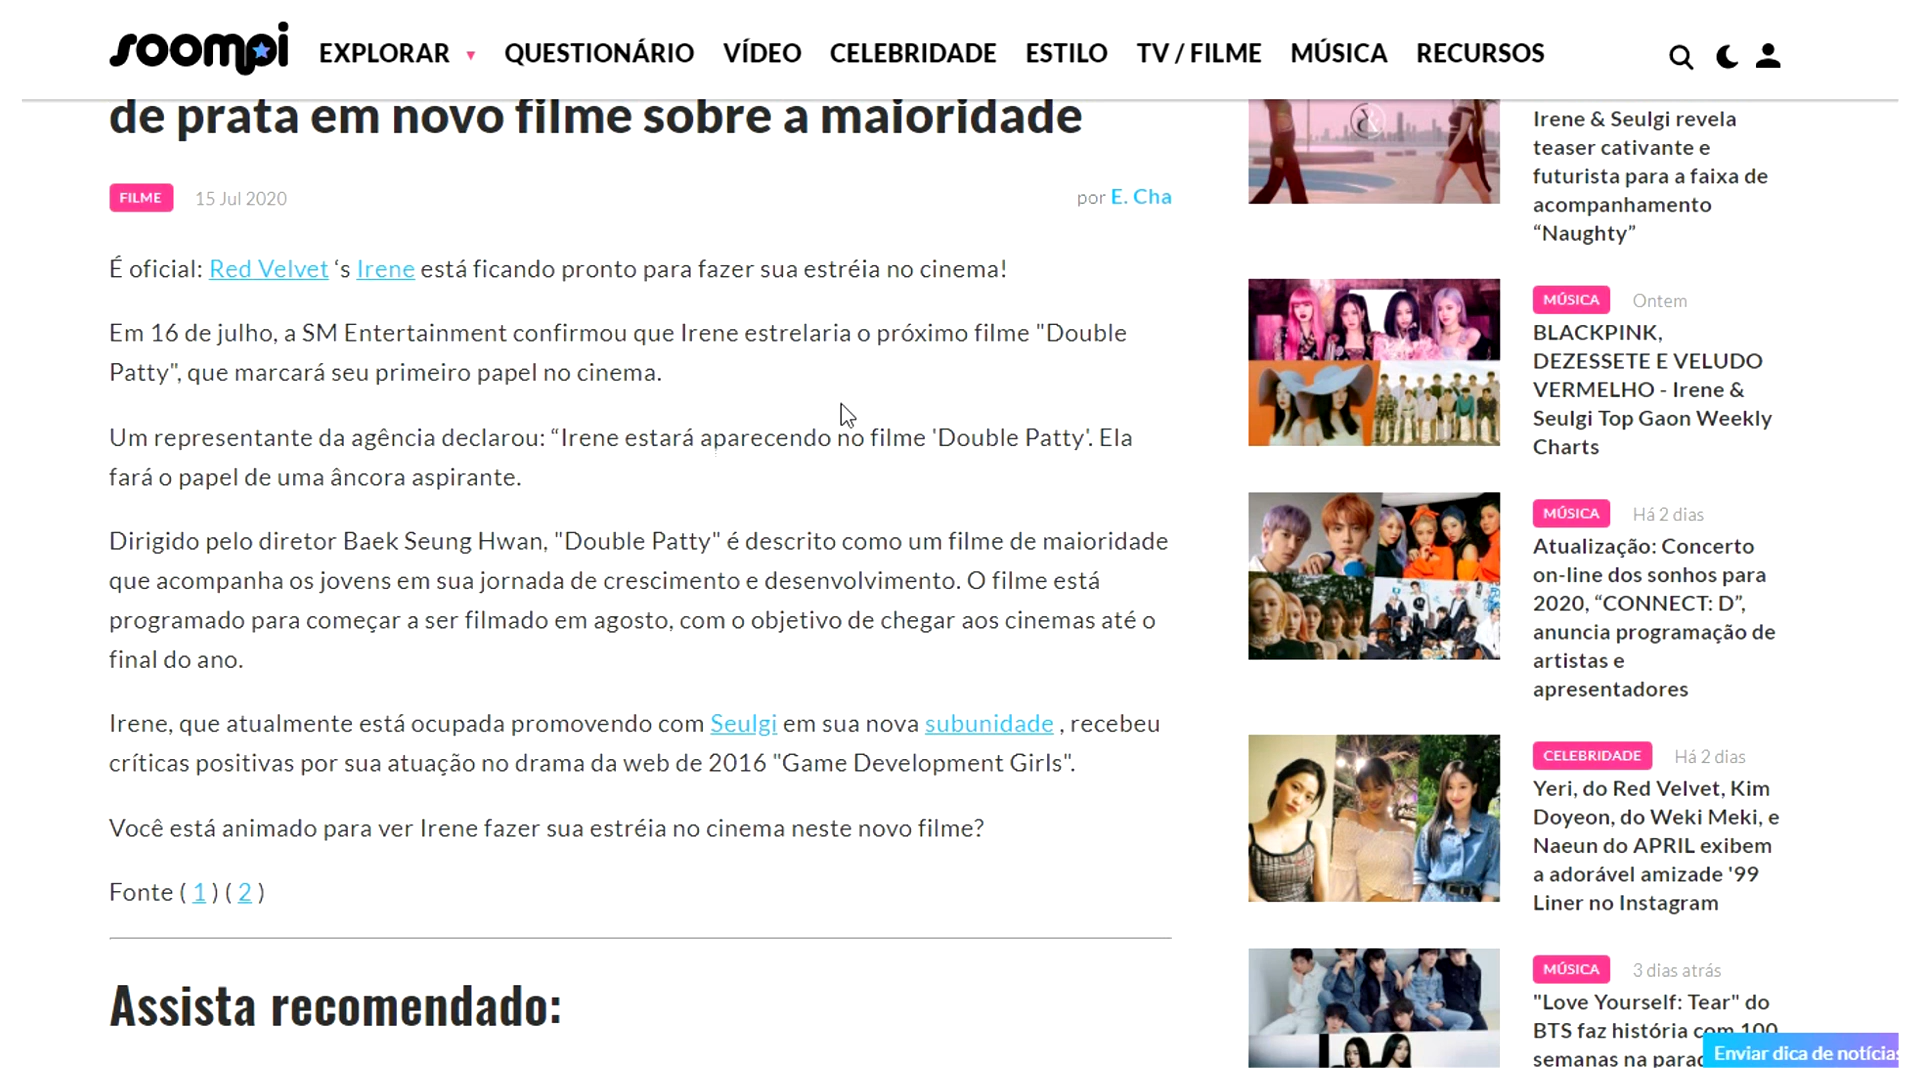 soompi EXPLORAR ▼ QUESTIONÁRIO VÍDEO CELEBRIDADE ESTILO TV / FILME MÚSICA RECURSOS
de prata em novo filme sobre a maioridade
FILME 15 Jul 2020 por E. Cha
É oficial: Red Velvet ‘s Irene está ficando pronto para fazer sua estréia no cinema!
Em 16 de julho, a SM Entertainment confirmou que Irene estrelaria o próximo filme "Double
Patty", que marcará seu primeiro papel no cinema.
Um representante da agência declarou: “Irene estará aparecendo no filme 'Double Patty'. Ela
fará o papel de uma âncora aspirante.
Dirigido pelo diretor Baek Seung Hwan, "Double Patty" é descrito como um filme de maioridade
que acompanha os jovens em sua jornada de crescimento e desenvolvimento. O filme está
programado para começar a ser filmado em agosto, com o objetivo de chegar aos cinemas até o
final do ano.
Irene, que atualmente está ocupada promovendo com Seulgi em sua nova subunidade , recebeu
críticas positivas por sua atuação no drama da web de 2016 "Game Development Girls".
Você está animado para ver Irene fazer sua estréia no cinema neste novo filme?
Fonte ( 1 ) ( 2 )
Assista recomendado:
Irene & Seulgi revela
teaser cativante e
futurista para a faixa de
acompanhamento
“Naughty”
MÚSICA Ontem
BLACKPINK,
DEZESSETE E VELUDO
VERMELHO - Irene &
Seulgi Top Gaon Weekly
Charts
MÚSICA Há 2 dias
Atualização: Concerto
on-line dos sonhos para
2020, “CONNECT: D”,
anuncia programação de
artistas e
apresentadores
CELEBRIDADE Há 2 dias
Yeri, do Red Velvet, Kim
Doyeon, do Weki Meki, e
Naeun do APRIL exibem
a adorável amizade '99
Liner no Instagram
MÚSICA 3 dias atrás
"Love Yourself: Tear" do
BTS faz história com 100
semanas na parad
Enviar dica de notícias